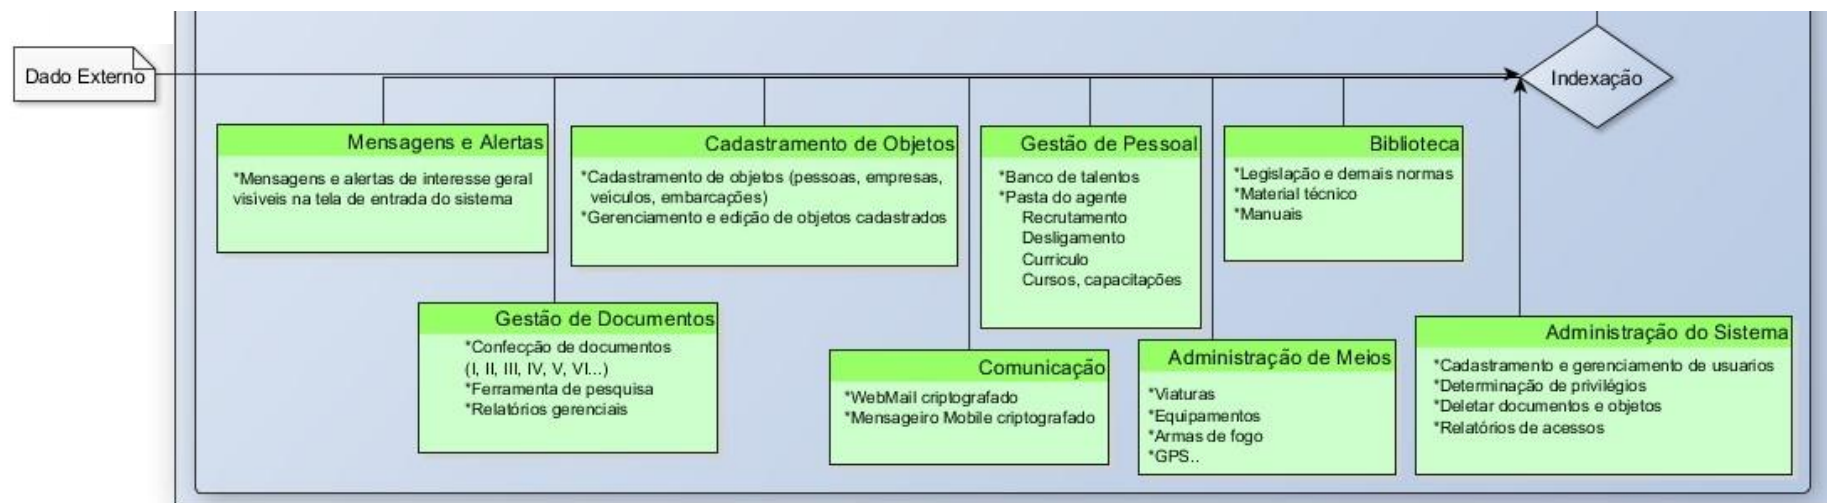 Dado Externo
Indexação
Mensagens e Alertas
*Mensagens e alertas de interesse geral
visiveis na tela de entrada do sistema
Cadastramento de Objetos
*Cadastramento de objetos (pessoas, empresas,
veiculos, embarcações)
*Gerenciamento e edição de objetos cadastrados
Gestão de Pessoal
*Banco de talentos
*Pasta do agente
Recrutamento
Desligamento
Curriculo
Cursos, capacitações
Biblioteca
*Legislação e demais normas
*Material técnico
*Manuais
Gestão de Documentos
*Confecção de documentos
(I, II, III, IV, V, VI...)
*Ferramenta de pesquisa
*Relatórios gerenciais
Comunicação
*WebMail criptografado
*Mensageiro Mobile criptografado
Administração de Meios
*Viaturas
*Equipamentos
*Armas de fogo
*GPS..
Administração do Sistema
*Cadastramento e gerenciamento de usuarios
*Determinação de privilégios
*Deletar documentos e objetos
*Relatórios de acessos